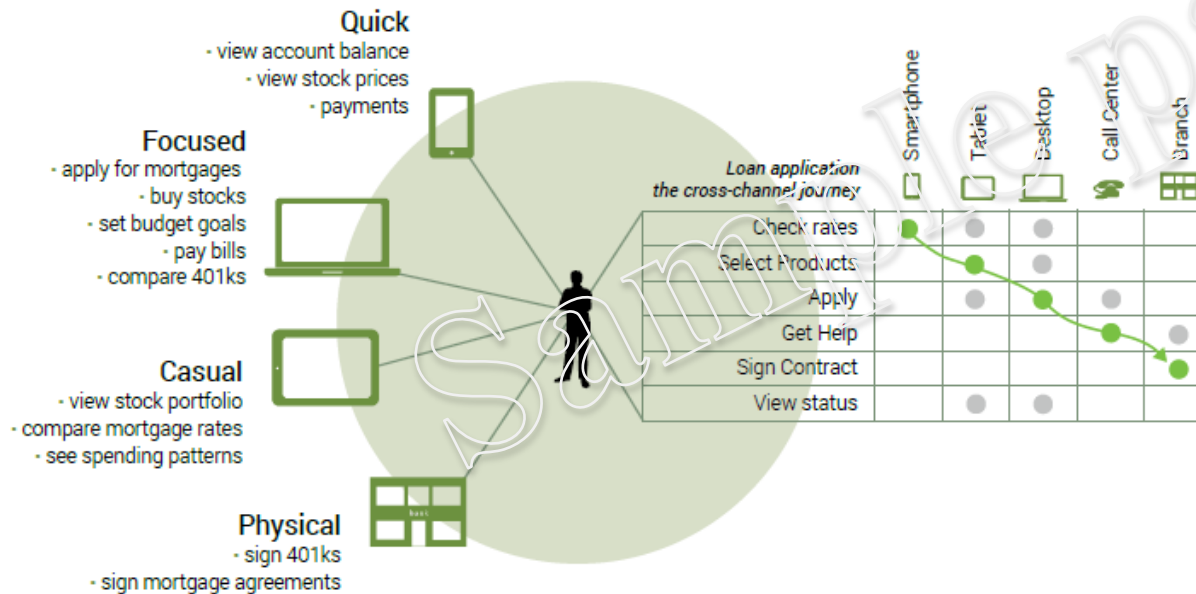 Quick
· view account balance
· view stock prices
· payments
Focused
· apply for mortgages
· buy stocks
· set budget goals
· pay bills
· compare 401ks
Casual
· view stock portfolio
· compare mortgage rates
· see spending patterns
Physical
· sign 401ks
· sign mortgage agreements
Loan application
the cross-channel journey
Smartphone
Tablet
Desktop
Call Center
Branch
Check rates
Select Products
Apply
Get Help
Sign Contract
View status
Sample p